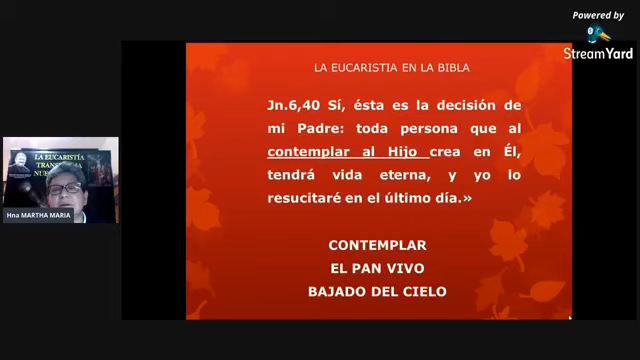 Powered by
StreamYard
LA EUCARISTIA EN LA BIBLA
Jn.6,40 Sí, ésta es la decisión de
mi Padre: toda persona que al
contemplar al Hijo crea en Él,
tendrá vida eterna, y yo lo
resucitaré en el último día.»
CONTEMPLAR
EL PAN VIVO
BAJADO DEL CIELO
LA EUCARISTÍA
Hna MARTHA MARIA